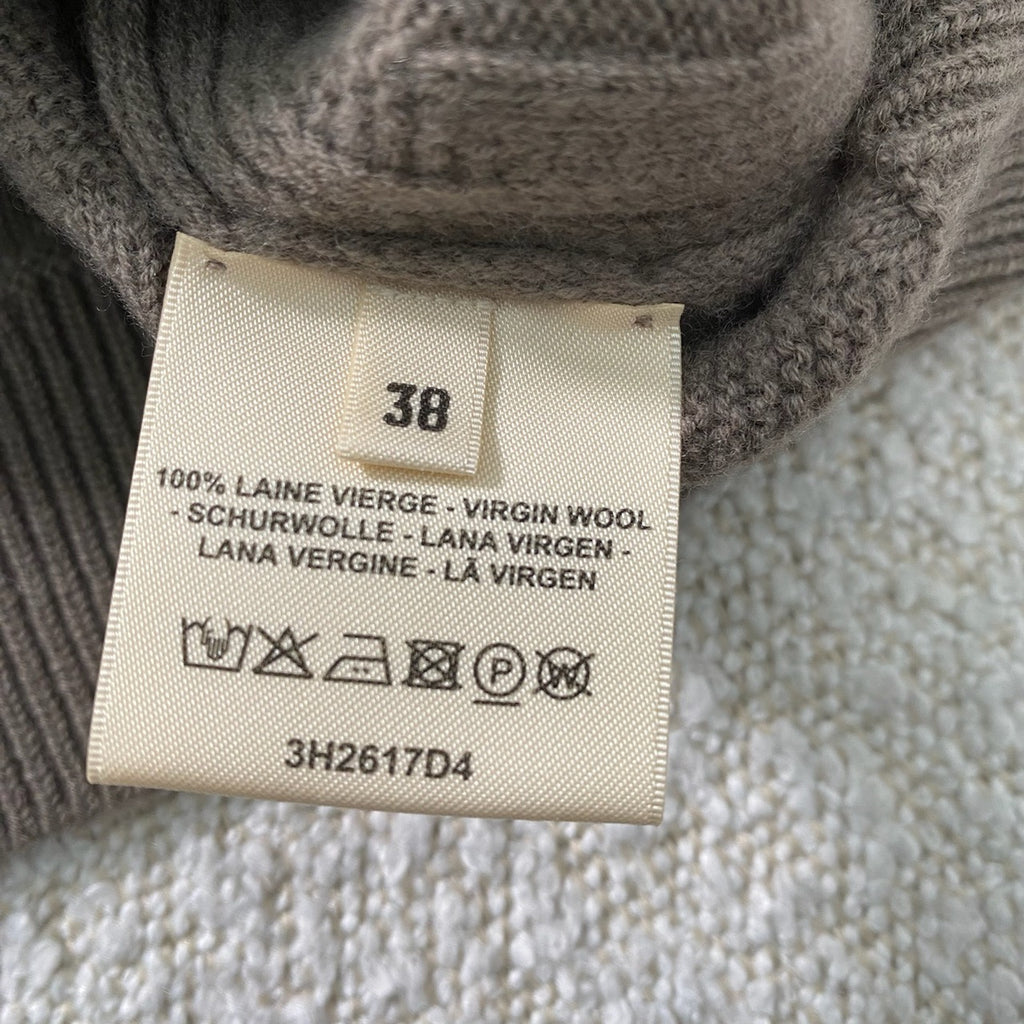 38
100% LAINE VIERGE - VIRGIN WOOL
- SCHURWOLLE - LANA VIRGEN -
LANA VERGINE - LÃ VIRGEN
P W
3H2617D4